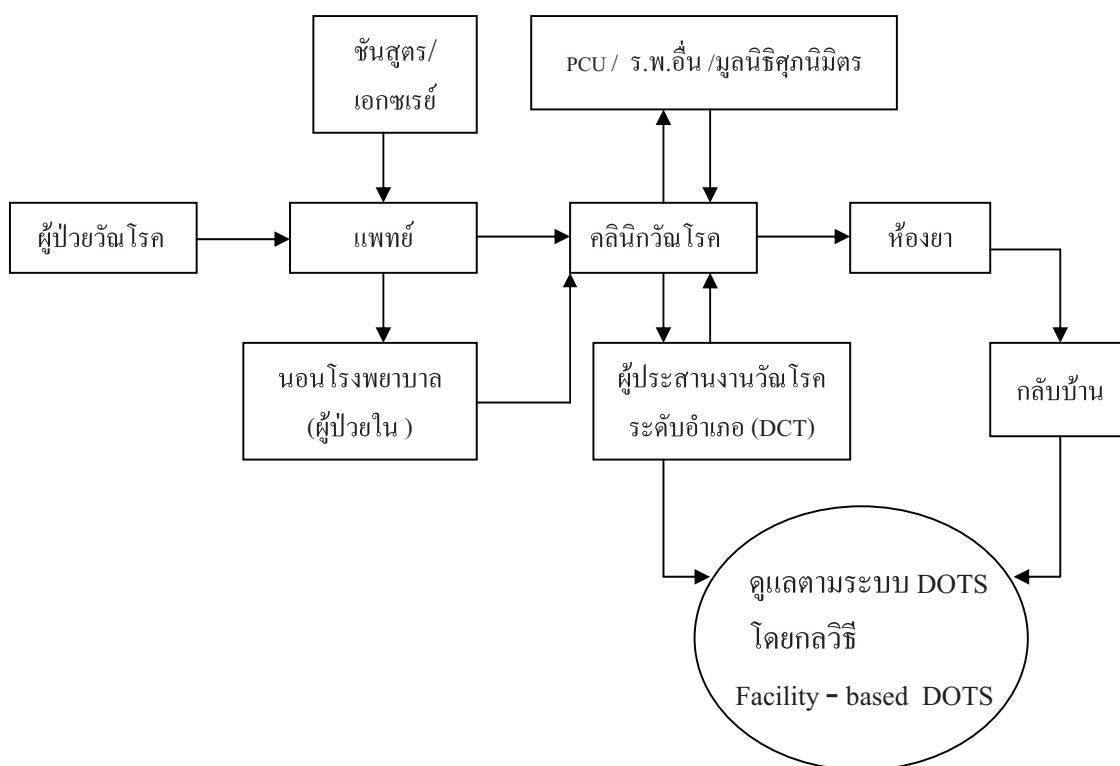 ชันสูตร/
เอกซเรย์
PCU / ร.พ.อื่น /มูลนิธิศุภนิมิตร
ผู้ป่วยวัณโรค
แพทย์
คลินิกวัณโรค
ห้องยา
นอนโรงพยาบาล
(ผู้ป่วยใน )
ผู้ประสานงานวัณโรค
ระดับอำเภอ (DCT)
กลับบ้าน
ดูแลตามระบบ DOTS
โดยกลวิธี
Facility - based DOTS